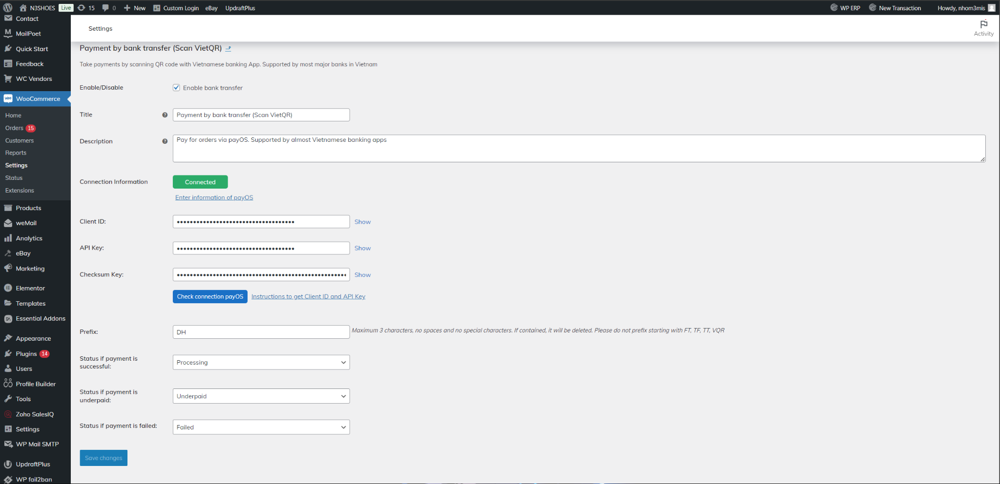 N3SHOES Live 15 0 New Custom Login eBay UpdraftPlus WP ERP New Transaction Howdy, nhom3mis
Contact
MailPoet
Quick Start
Feedback
WC Vendors
WooCommerce
Home
Orders 15
Customers
Reports
Settings
Status
Extensions
Products
weMail
Analytics
eBay
Marketing
Elementor
Templates
Essential Addons
Appearance
Plugins 14
Users
Profile Builder
Tools
Zoho SalesIQ
Settings
WP Mail SMTP
UpdraftPlus
WP fail2ban
Settings
Activity
Payment by bank transfer (Scan VietQR)
Take payments by scanning QR code with Vietnamese banking App. Supported by most major banks in Vietnam
Enable/Disable Enable bank transfer
Title Payment by bank transfer (Scan VietQR)
Description Pay for orders via payOS. Supported by almost Vietnamese banking apps
Connection Information Connected
Enter information of payOS
Client ID: Show
API Key: Show
Checksum Key: Show
Check connection payOS Instructions to get Client ID and API Key
Prefix: DH Maximum 3 characters, no spaces and no special characters. If contained, it will be deleted. Please do not prefix starting with FT, TF, TT, VQR
Status if payment is
successful:
Processing
Status if payment is
underpaid:
Underpaid
Status if payment is failed: Failed
Save changes